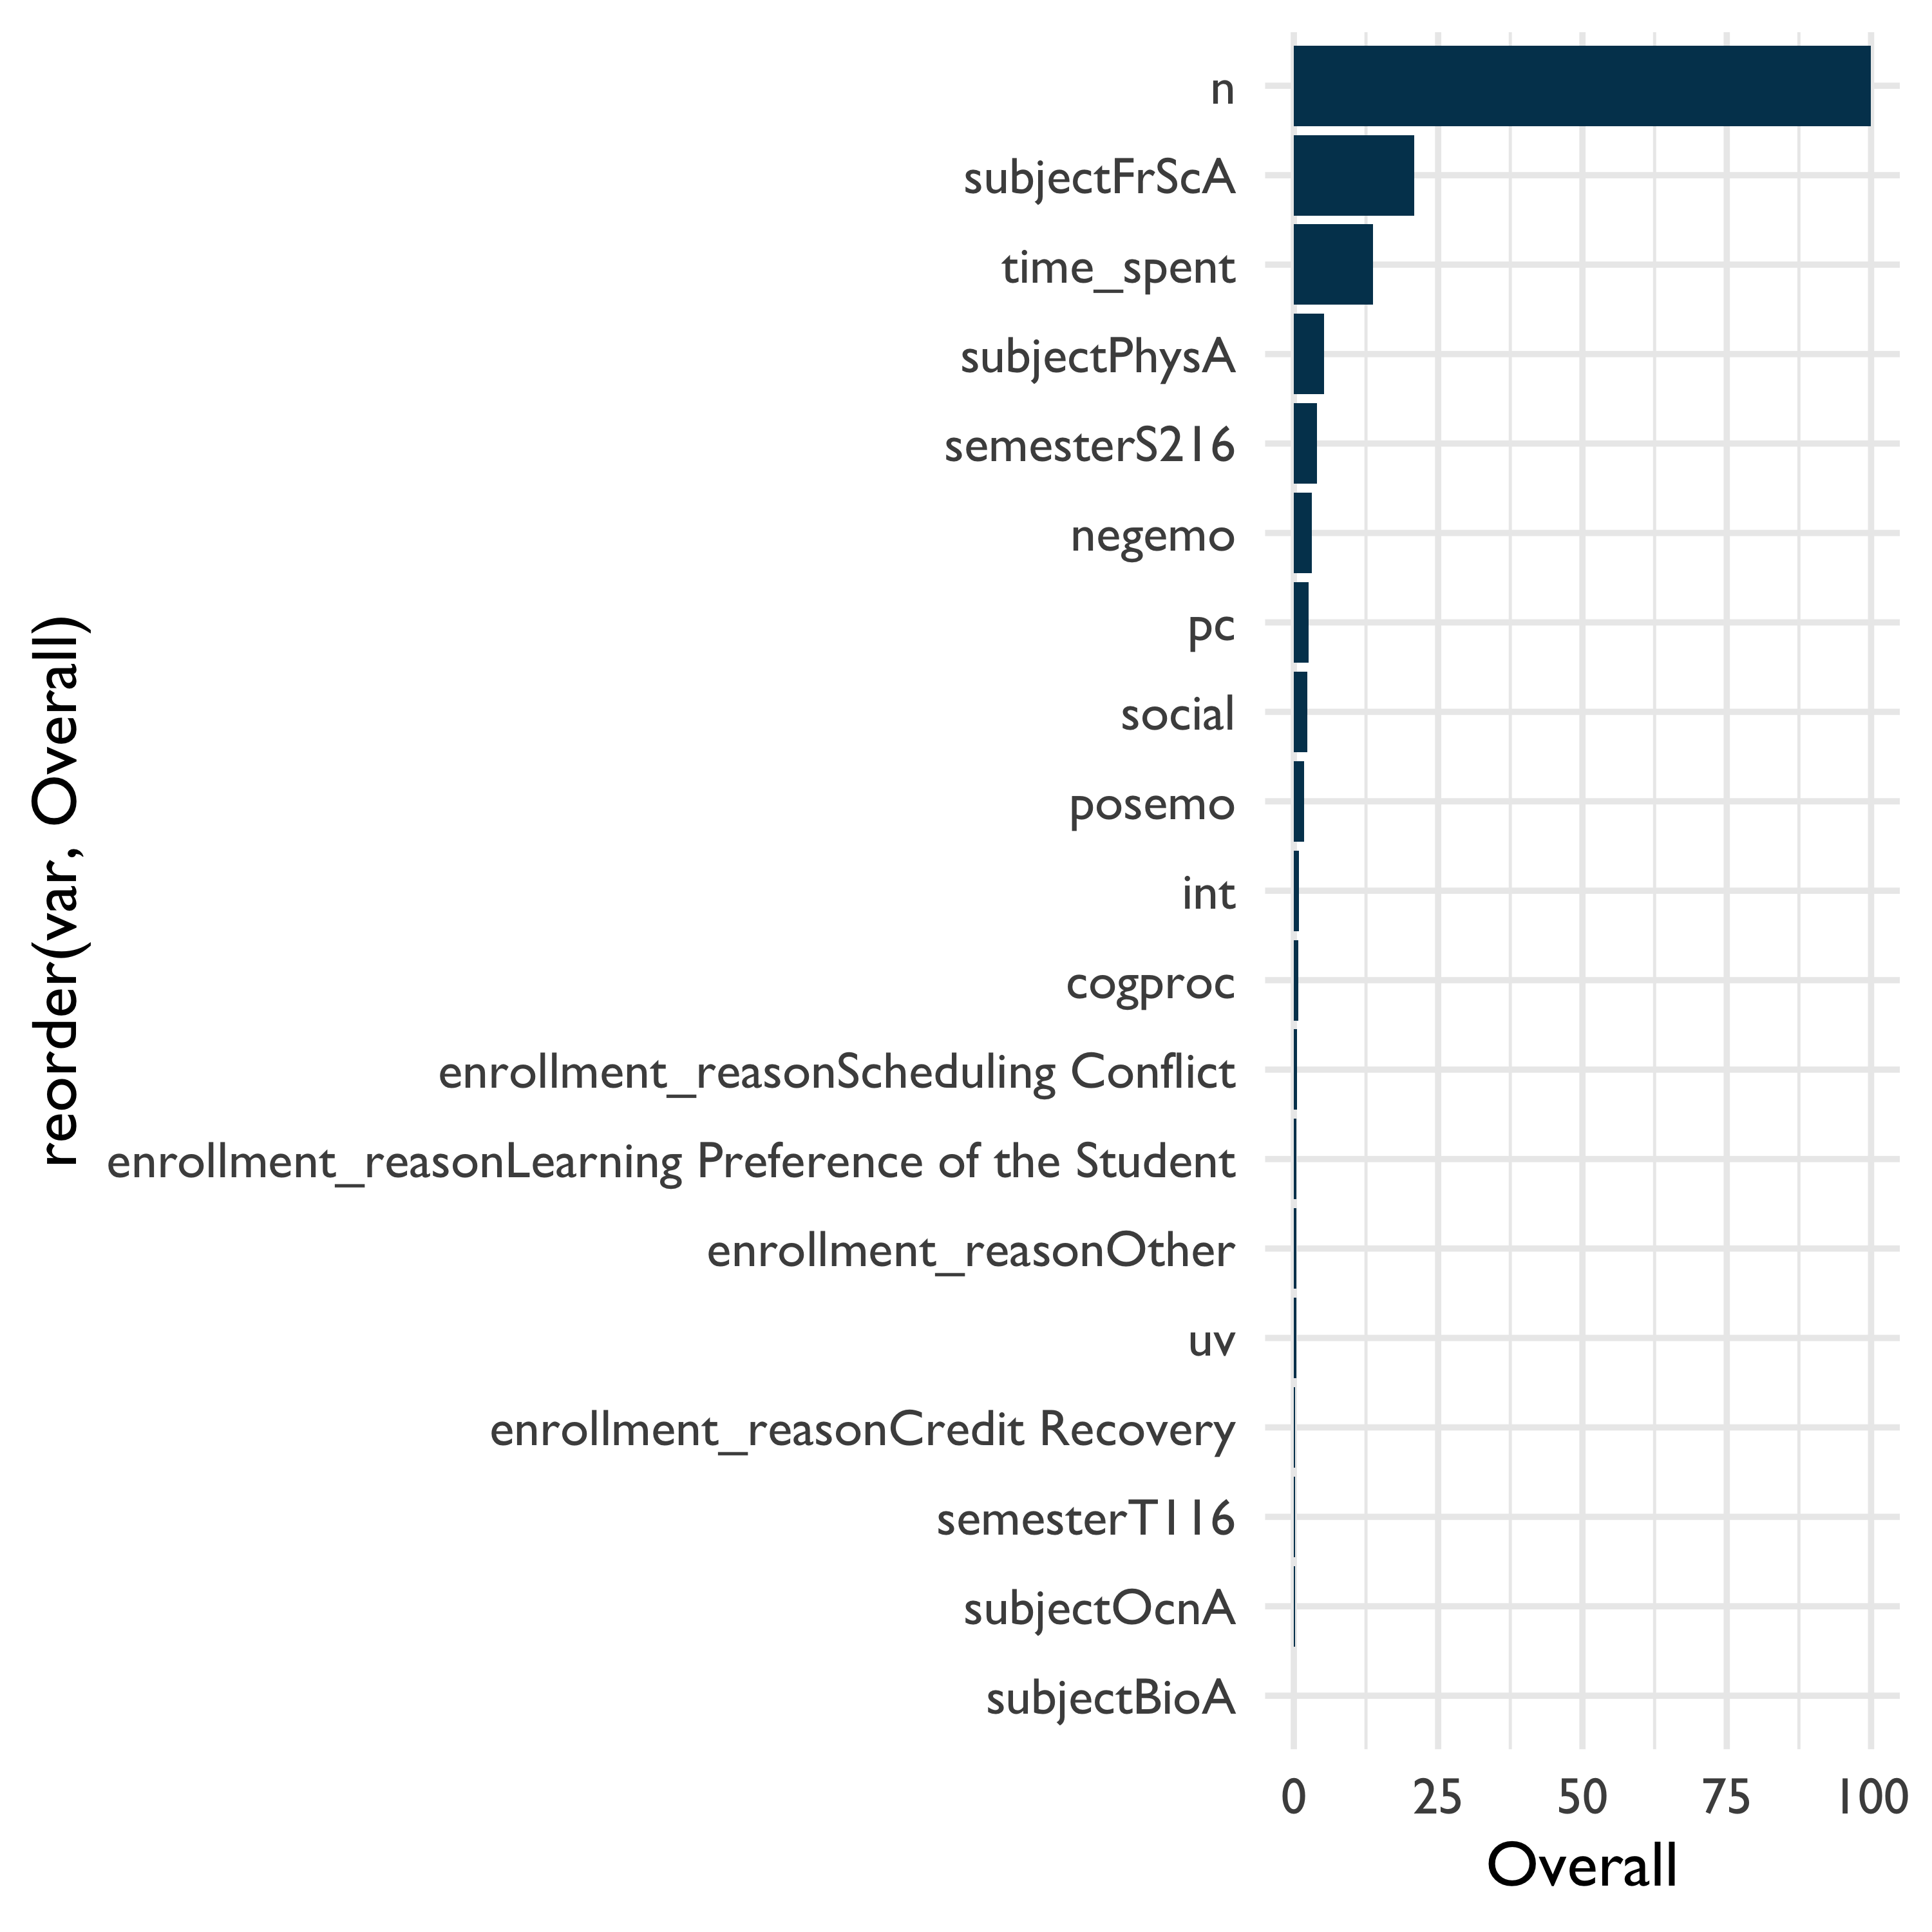 reorder(var, Overall)
n
subjectFrScA
time_spent
subjectPhysA
semesterS216
negemo
pc
social
posemo
int
cogproc
enrollment_reasonScheduling Conflict
enrollment_reasonLearning Preference of the Student
enrollment_reasonOther
uv
enrollment_reasonCredit Recovery
semesterT116
subjectOcnA
subjectBioA
0 25 50 75 100
Overall